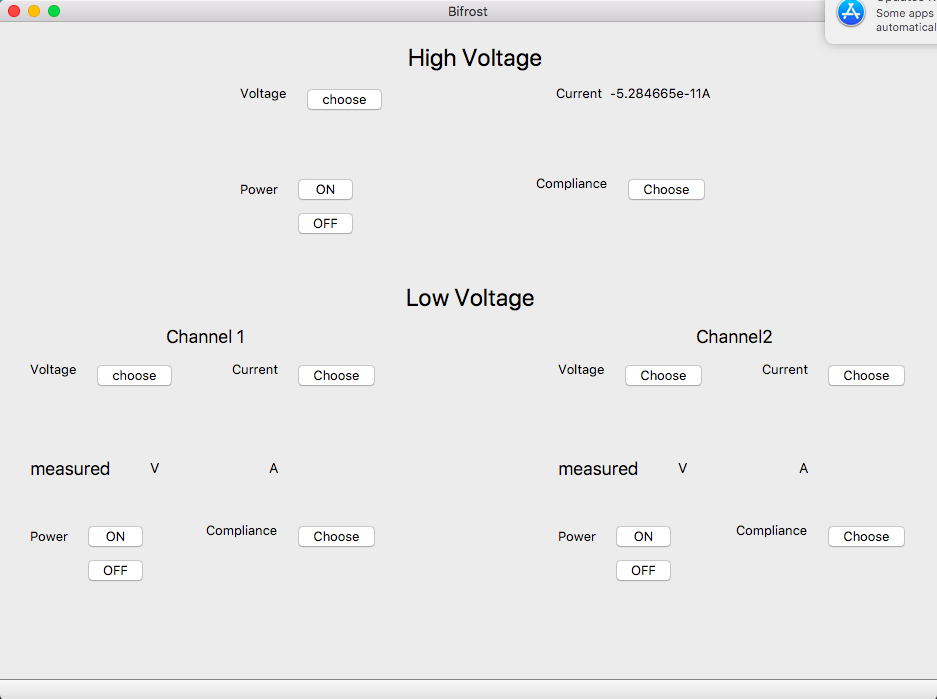 Bifrost
Some apps
automatical
High Voltage
Voltage choose Current -5.284665e-11A
Power ON Compliance Choose
OFF
Low Voltage
Channel 1 Channel2
Voltage choose Current Choose Voltage Choose Current Choose
measured V A measured V A
Power ON Compliance Choose Power ON Compliance Choose
OFF OFF